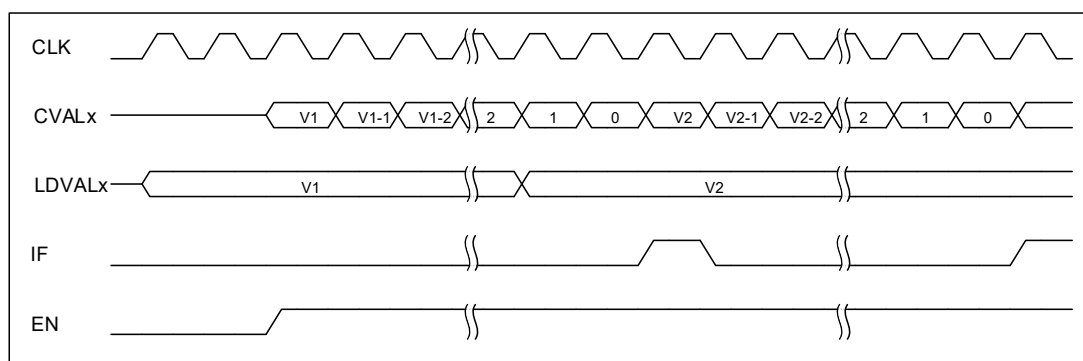 CLK
CVALx V1 V1-1 V1-2 2 1 0 V2 V2-1 V2-2 2 1 0
LDVALx V1 V2
IF
EN